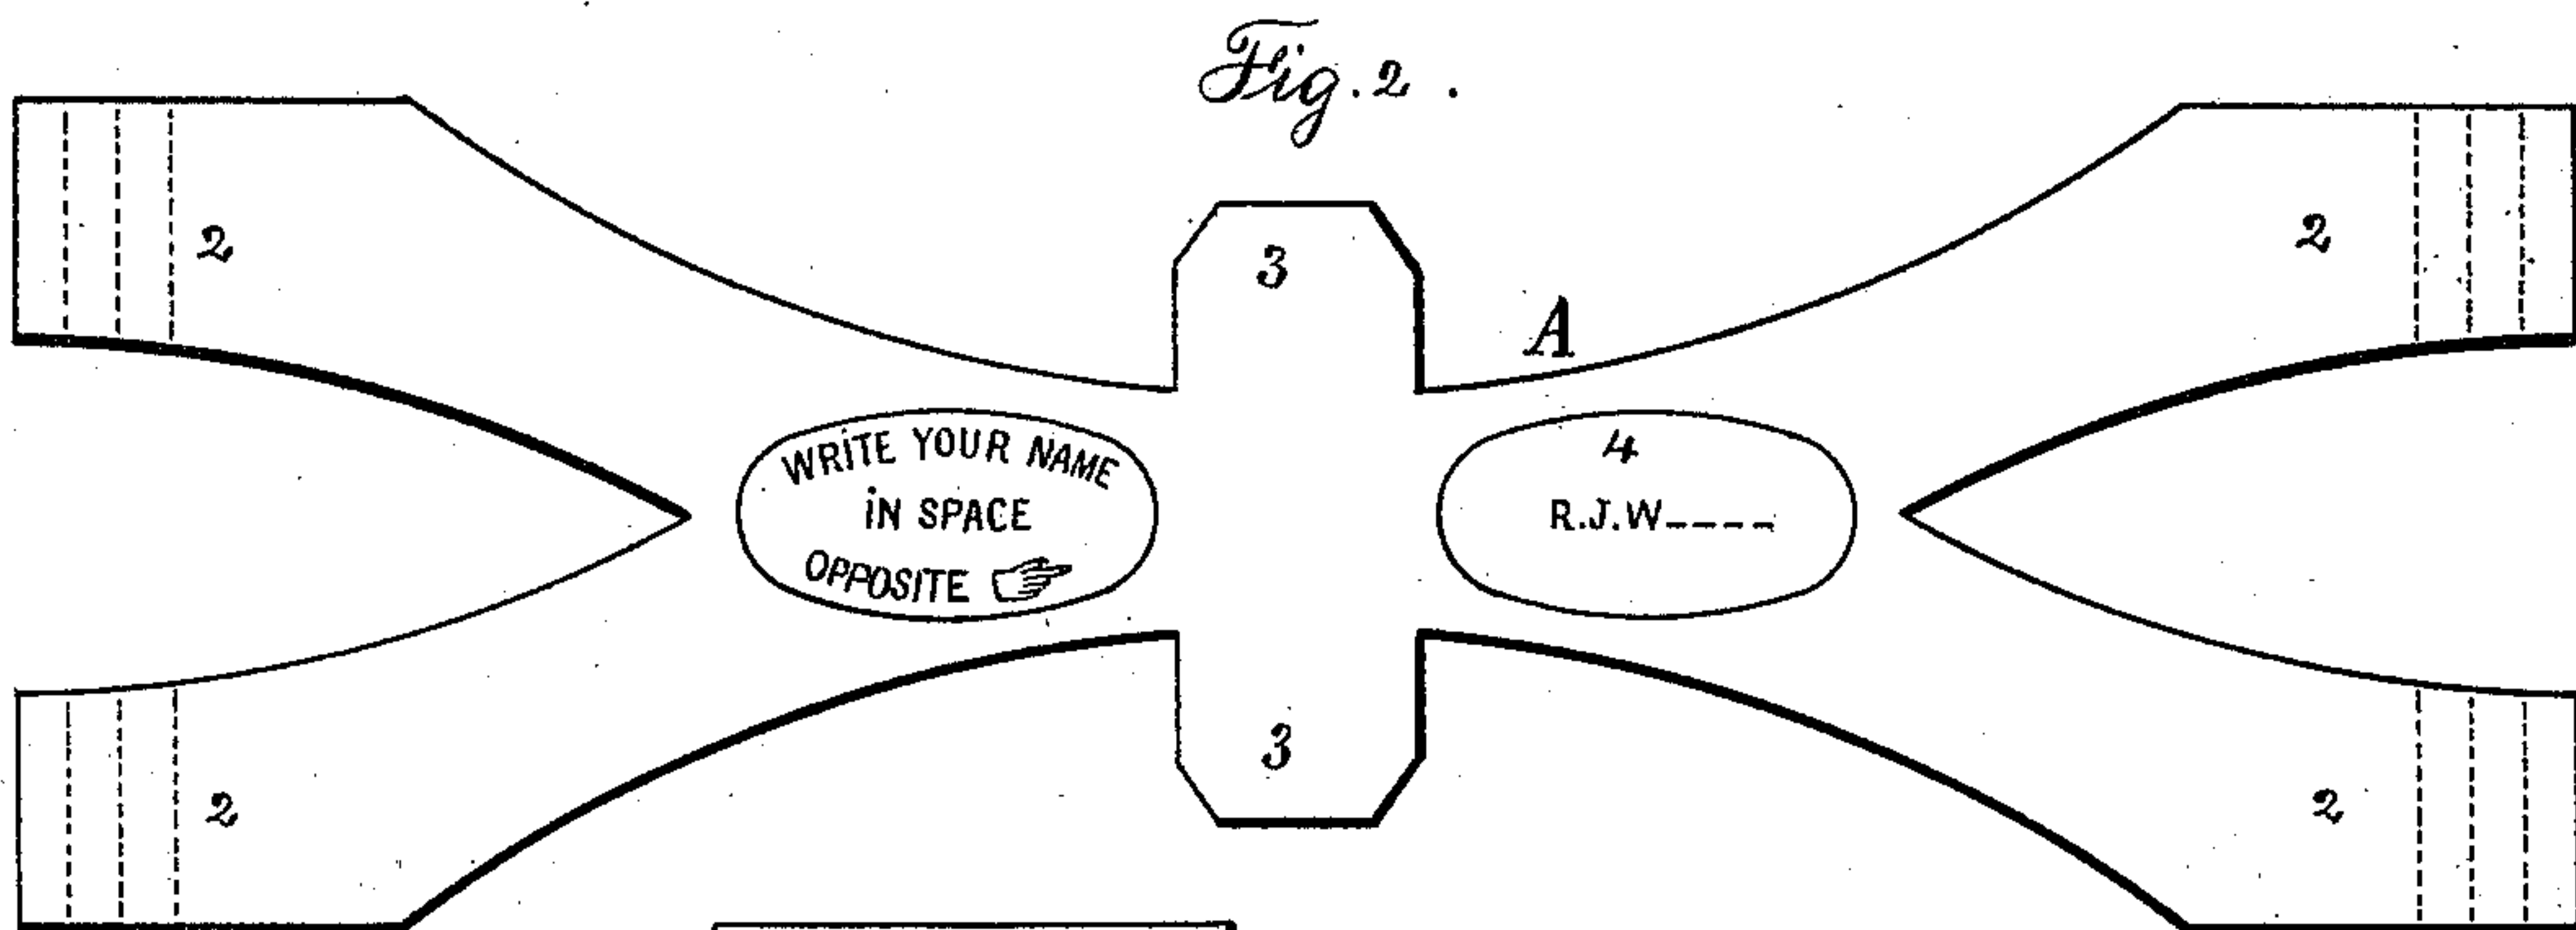 Fig. 2.
2
2
3
A
WRiTE YOUR NAME
iN SPACE
OPPOSITE
4
R.J.W----
3
2
2